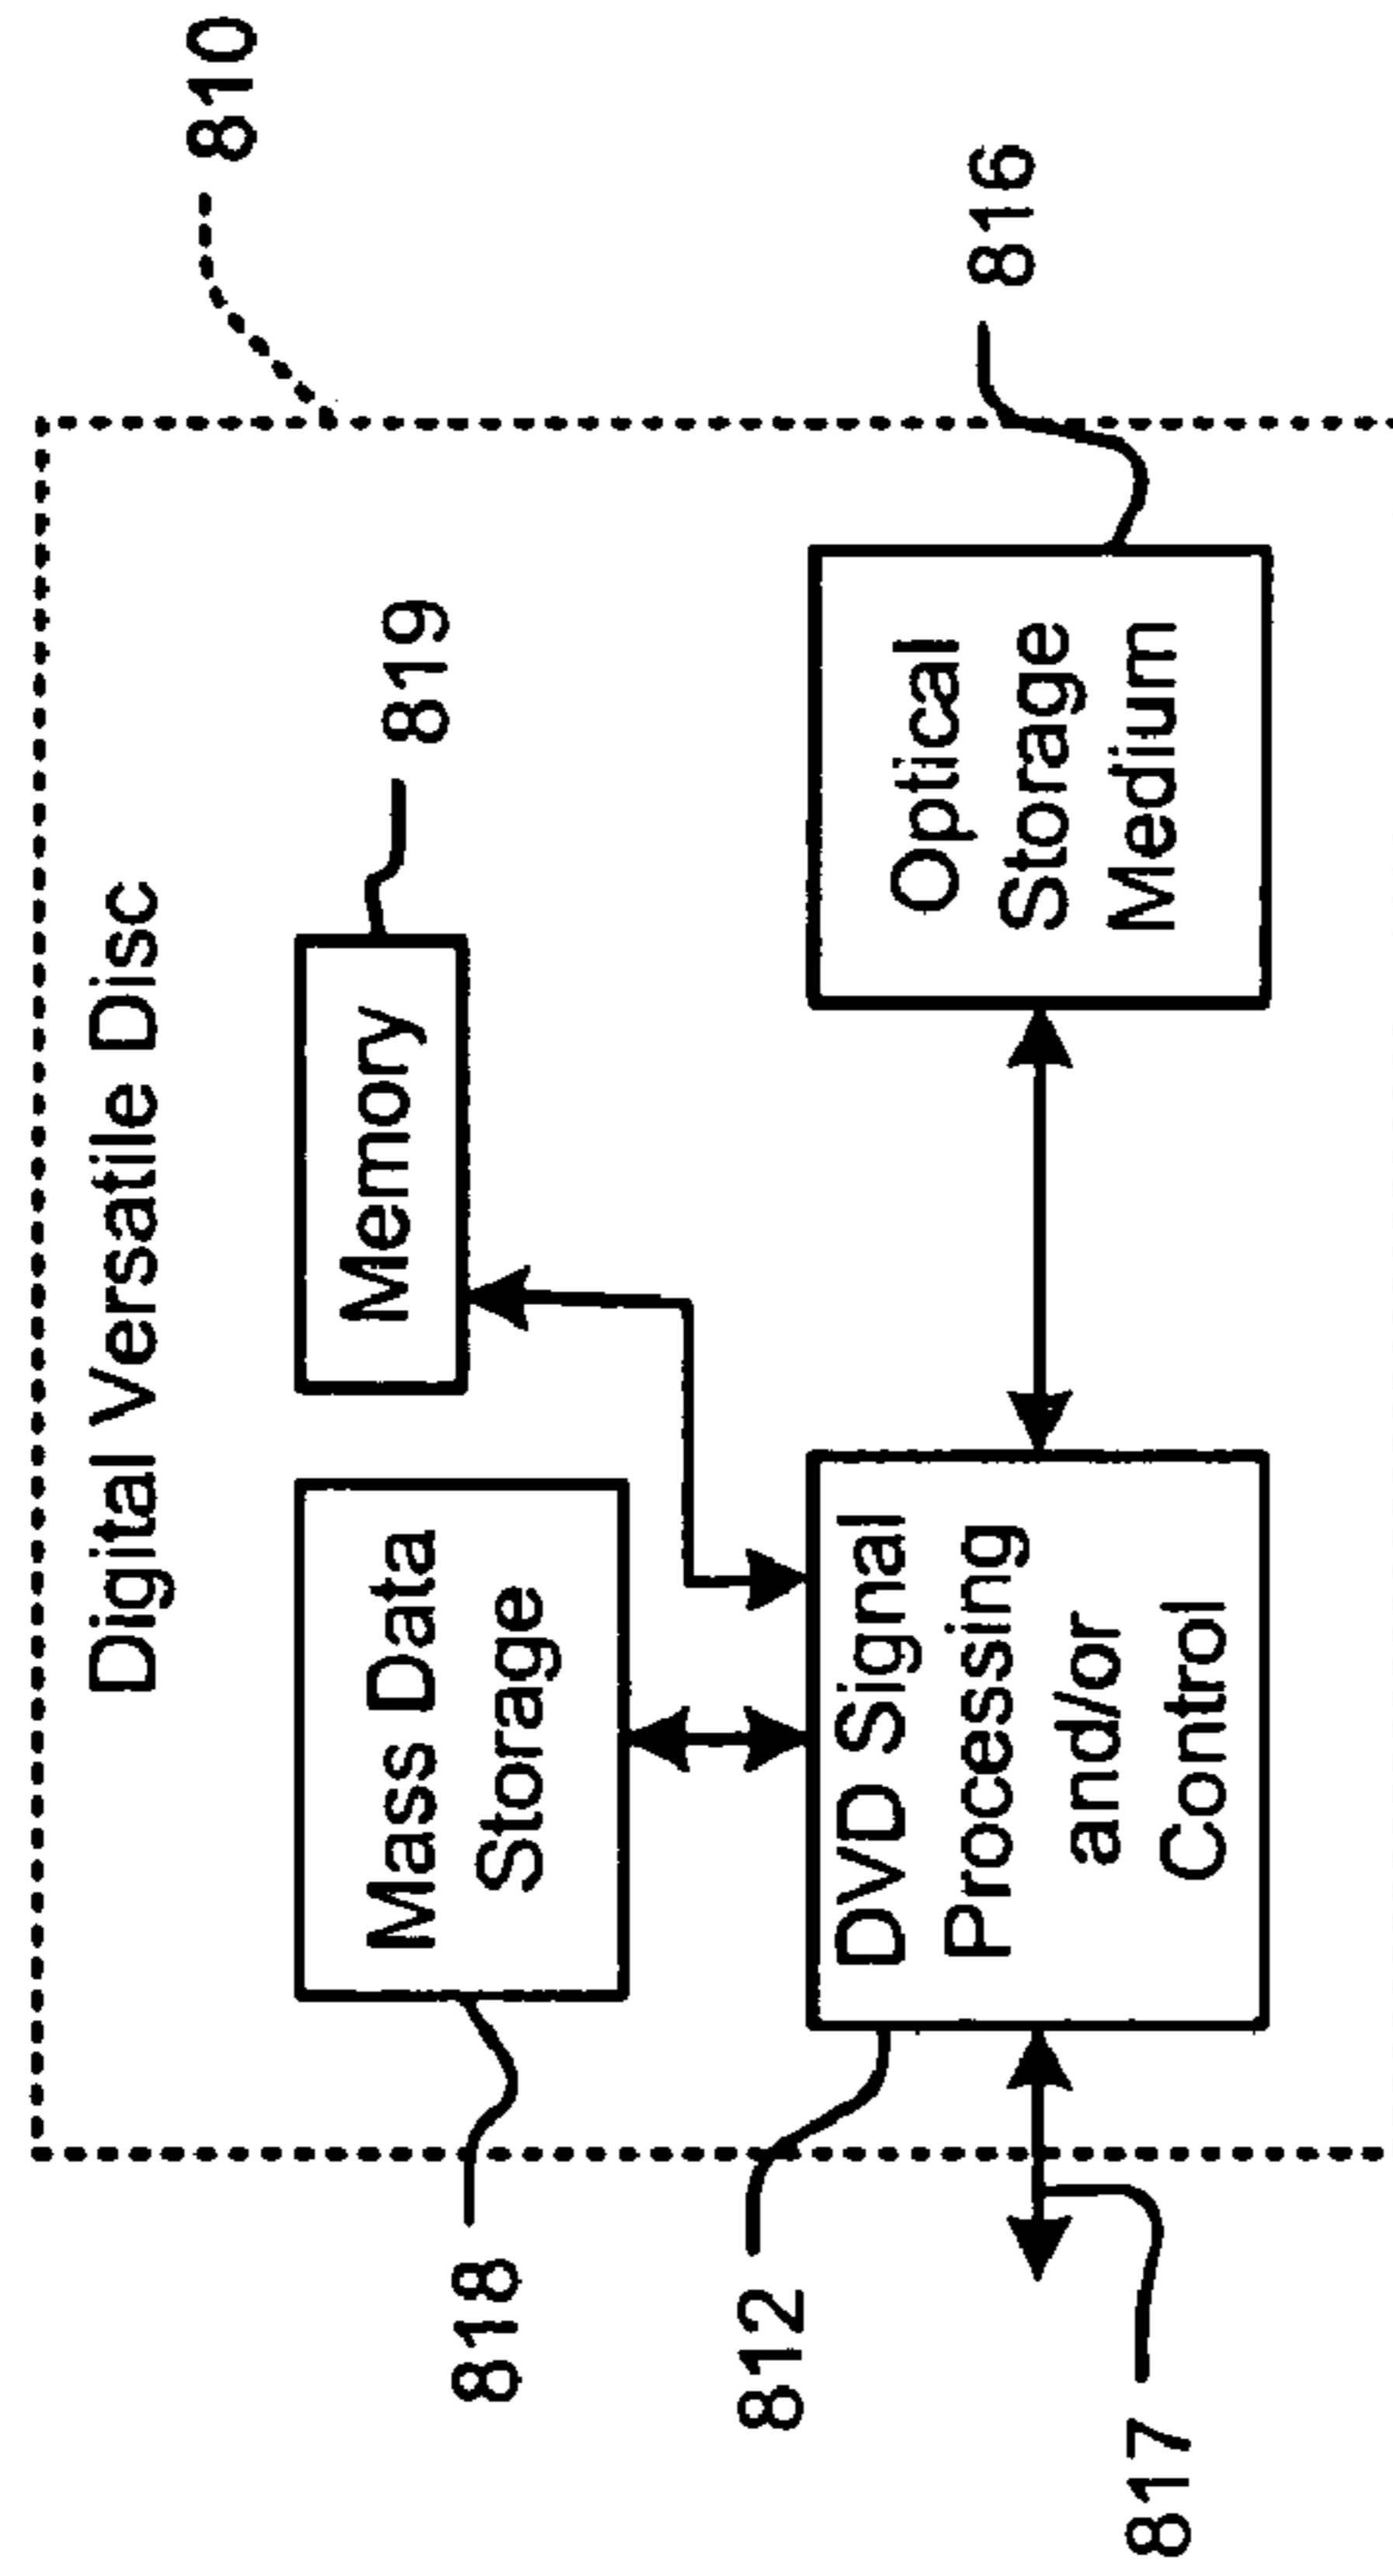 Digital Versatile Disc
810
Mass Data
Storage
Memory
819
818
DVD Signal
Processing
and/or
Control
Optical
Storage
Medium
816
812
817